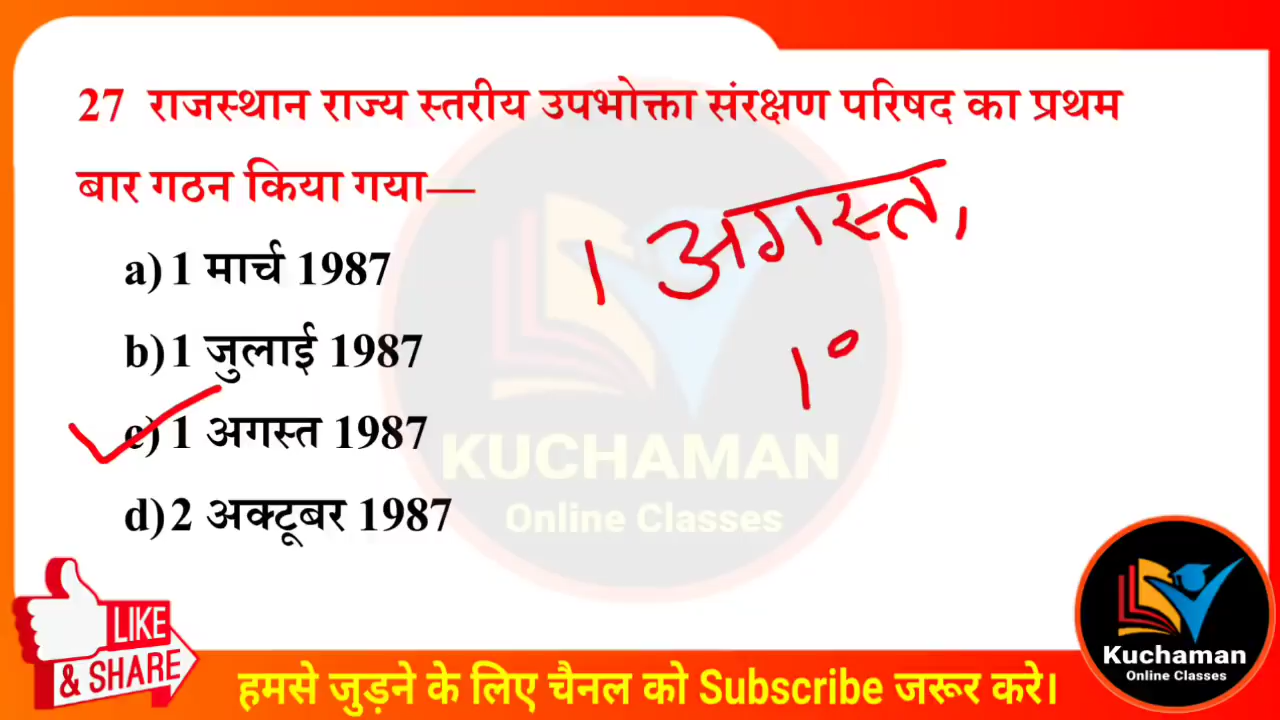 27 राजस्थान राज्य स्तरीय उपभोक्ता संरक्षण परिषद का प्रथम
बार गठन किया गया—
1 अगस्त,
1°
a) 1 मार्च 1987
b) 1 जुलाई 1987
c) 1 अगस्त 1987
d) 2 अक्टूबर 1987
KUCHAMAN
Online Classes
LIKE
& SHARE
Kuchaman
Online Classes
हमसे जुड़ने के लिए चैनल को Subscribe जरूर करे।